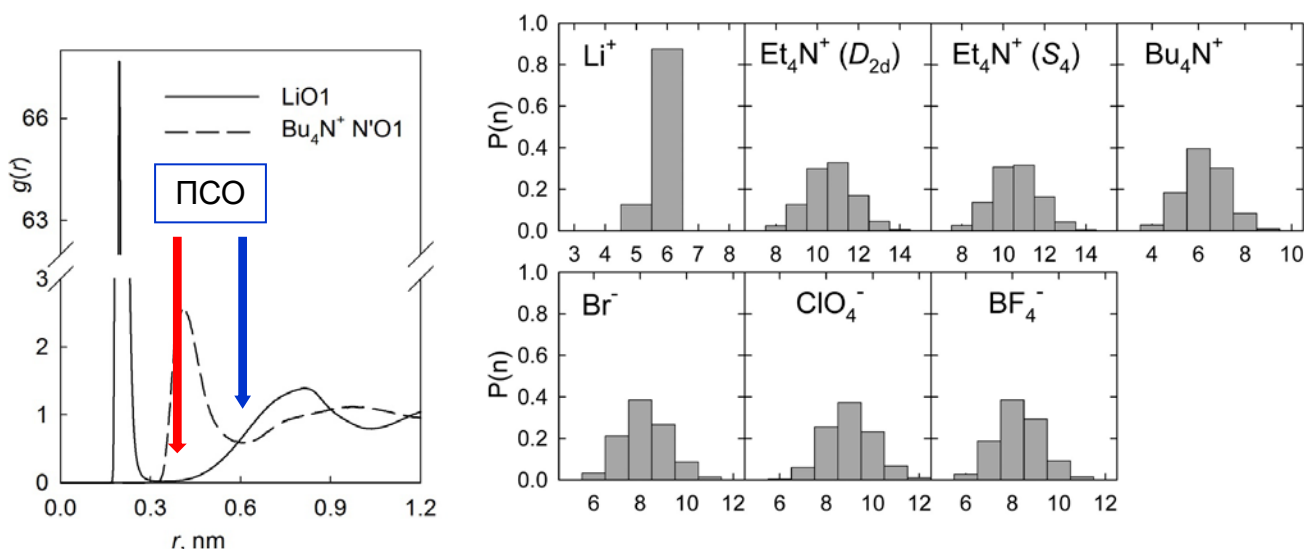 66
63
3
2
1
0
g(r)
LiO1
Bu₄N⁺ N'O1
ПСО
0.0 0.3 0.6 0.9 1.2
r, nm
1.0
0.8
0.6
0.4
0.2
0.0
P(n)
Li⁺
Et₄N⁺ (D₂d)
Et₄N⁺ (S₄)
Bu₄N⁺
3 4 5 6 7 8
8 10 12 14
8 10 12 14
4 6 8 10
1.0
0.8
0.6
0.4
0.2
0.0
P(n)
Br⁻
ClO₄⁻
BF₄⁻
6 8 10 12
6 8 10 12
6 8 10 12